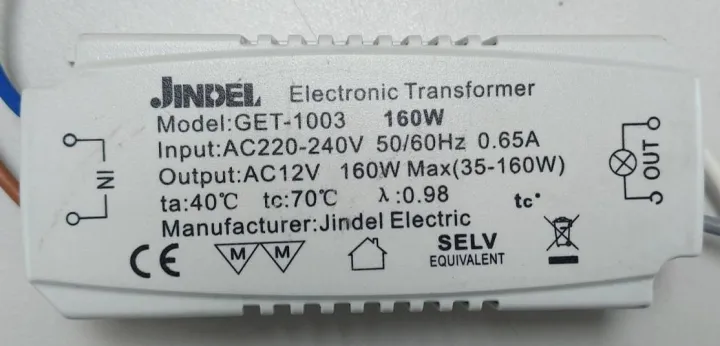 JINDEL Electronic Transformer
Model:GET-1003 160W
Input:AC220-240V 50/60Hz 0.65A
Output:AC12V 160W Max(35-160W)
ta:40℃ tc:70℃ λ:0.98 tc
Manufacturer:Jindel Electric
IN
OUT
CE M M SELV
EQUIVALENT